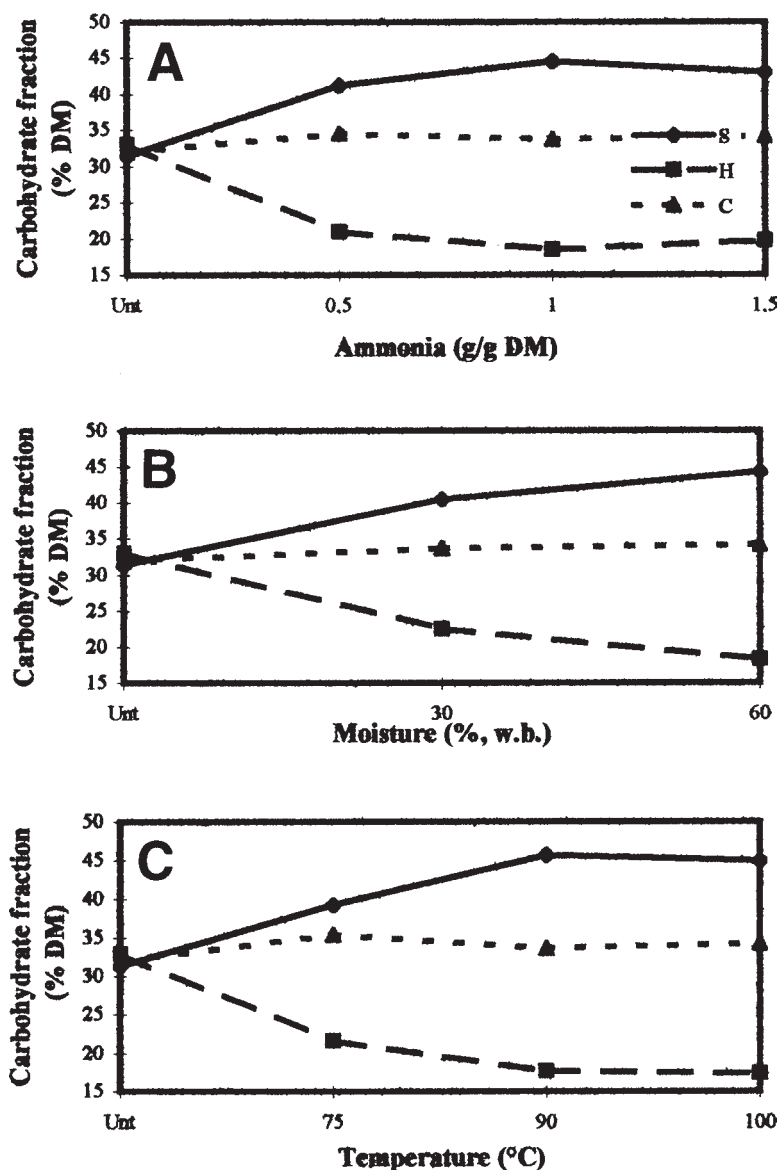 A
Carbohydrate fraction
(% DM)
50
45
40
35
30
25
20
15
S
H
C
Unt
0,5
1
1.5
Ammonia (g/g DM)
B
Carbohydrate fraction
(% DM)
50
45
40
35
30
25
20
15
Unt
30
60
Moisture (%, w.b.)
C
Carbohydrate fraction
(% DM)
50
45
40
35
30
25
20
15
Unt
75
90
100
Temperature (°C)